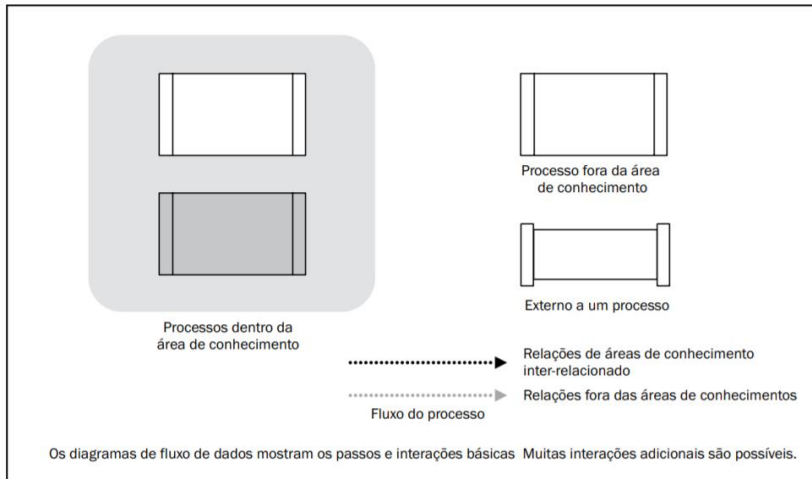 Processo fora da área
de conhecimento
Externo a um processo
Processos dentro da
área de conhecimento
Relações de áreas de conhecimento
inter-relacionado
Relações fora das áreas de conhecimentos
Fluxo do processo
Os diagramas de fluxo de dados mostram os passos e interações básicas Muitas interações adicionais são possíveis.